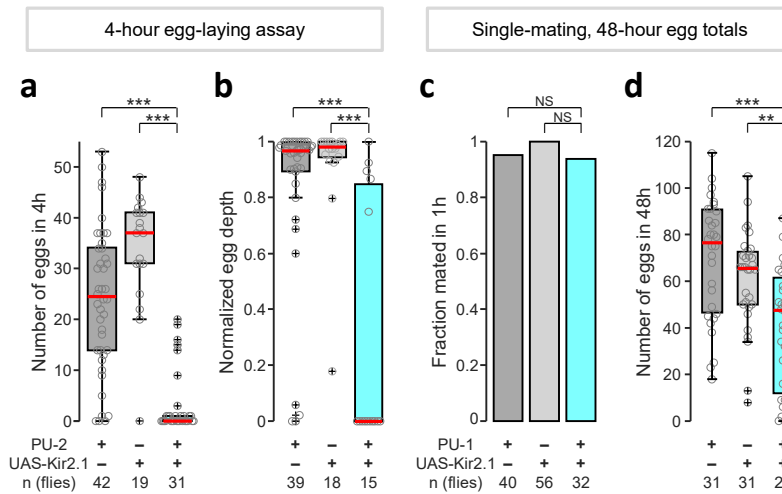 4-hour egg-laying assay
Single-mating, 48-hour egg totals
a
b
c
d
***
***
***
***
NS
NS
***
**
Number of eggs in 4h
50
40
30
20
10
0
Normalized egg depth
1
0.8
0.6
0.4
0.2
0
Fraction mated in 1h
1
0.8
0.6
0.4
0.2
0
Number of eggs in 48h
120
100
80
60
40
20
0
PU-2 + – + + – + PU-1 + – + + –
UAS-Kir2.1 – + + – + + UAS-Kir2.1 – + + – +
n (flies) 42 19 31 39 18 15 n (flies) 40 56 32 31 31